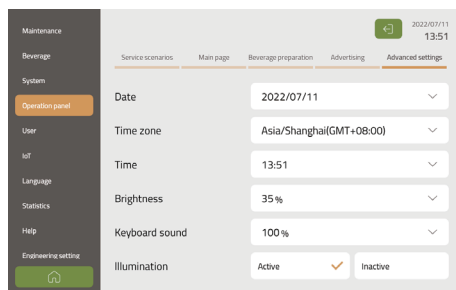 Maintenance
Beverage
System
Operation panel
User
IoT
Language
Statistics
Help
Engineering setting
2022/07/11
13:51
Service scenarios Main page Beverage preparation Advertising Advanced settings
Date 2022/07/11
Time zone Asia/Shanghai(GMT+08:00)
Time 13:51
Brightness 35 %
Keyboard sound 100 %
Illumination Active Inactive